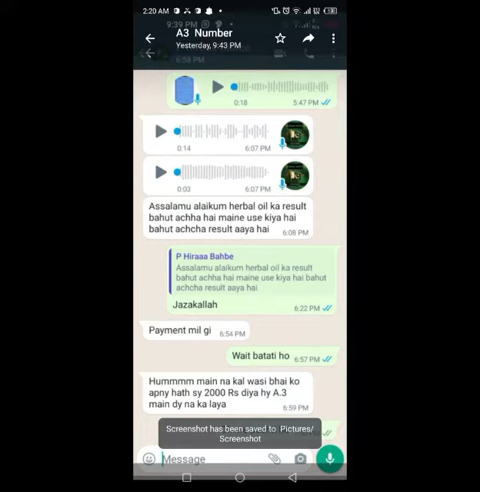 2:20 AM
9:39 PM
A3 Number
Yesterday, 9:43 PM
6:58 PM
0:18 5:47 PM
0:14 6:07 PM
0:03 6:07 PM
Assalamu alaikum herbal oil ka result
bahut achha hai maine use kiya hai
bahut achcha result aaya hai 6:08 PM
P Hiraaa Bahbe
Assalamu alaikum herbal oil ka result
bahut achha hai maine use kiya hai bahut
achcha result aaya hai
Jazakallah 6:22 PM
Payment mil gi 6:54 PM
Wait batati ho 6:57 PM
Hummmm main na kal wasi bhai ko
apny hath sy 2000 Rs diya hy A.3
main dy na ka laya 6:59 PM
Screenshot has been saved to Pictures/
Screenshot
Message